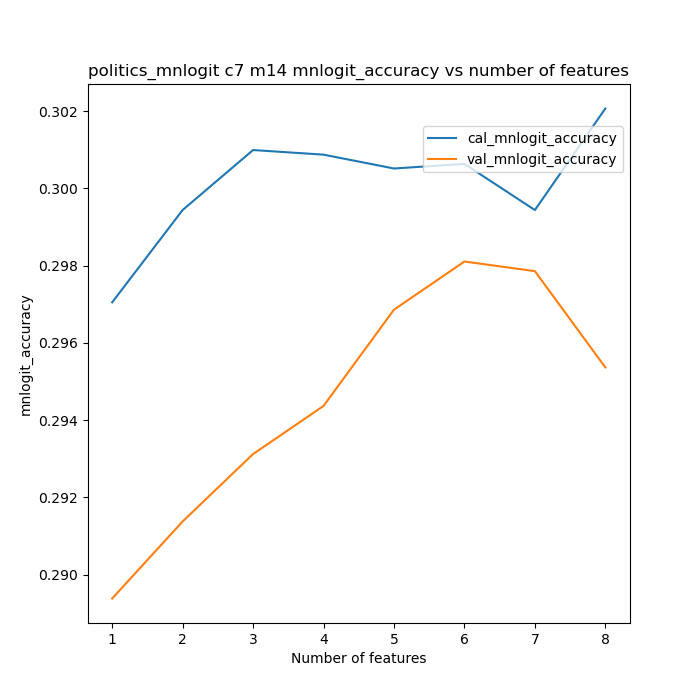 politics_mnlogit c7 m14 mnlogit_accuracy vs number of features
0.302
0.300
0.298
0.296
0.294
0.292
0.290
mnlogit_accuracy
cal_mnlogit_accuracy
val_mnlogit_accuracy
1 2 3 4 5 6 7 8
Number of features